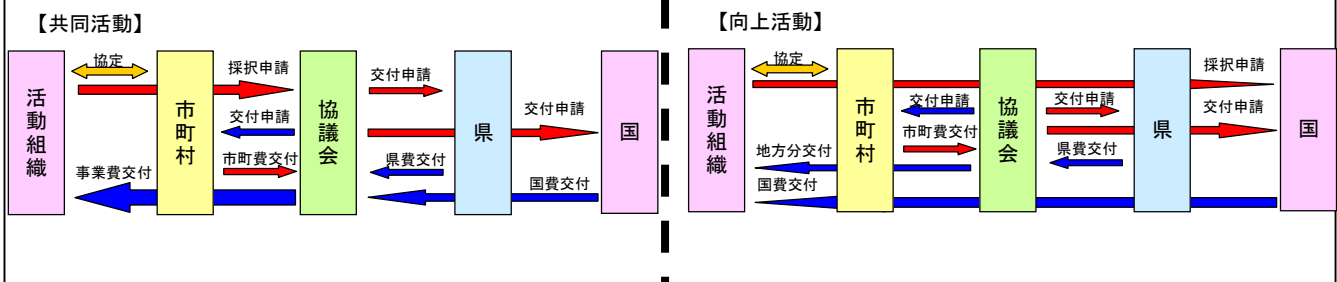 【共同活動】
活動組織
協定
市町村
採択申請
交付申請
市町費交付
事業費交付
協議会
交付申請
県費交付
県
交付申請
国費交付
国
【向上活動】
活動組織
協定
地方分交付
国費交付
市町村
交付申請
市町費交付
協議会
交付申請
県費交付
県
採択申請
交付申請
国